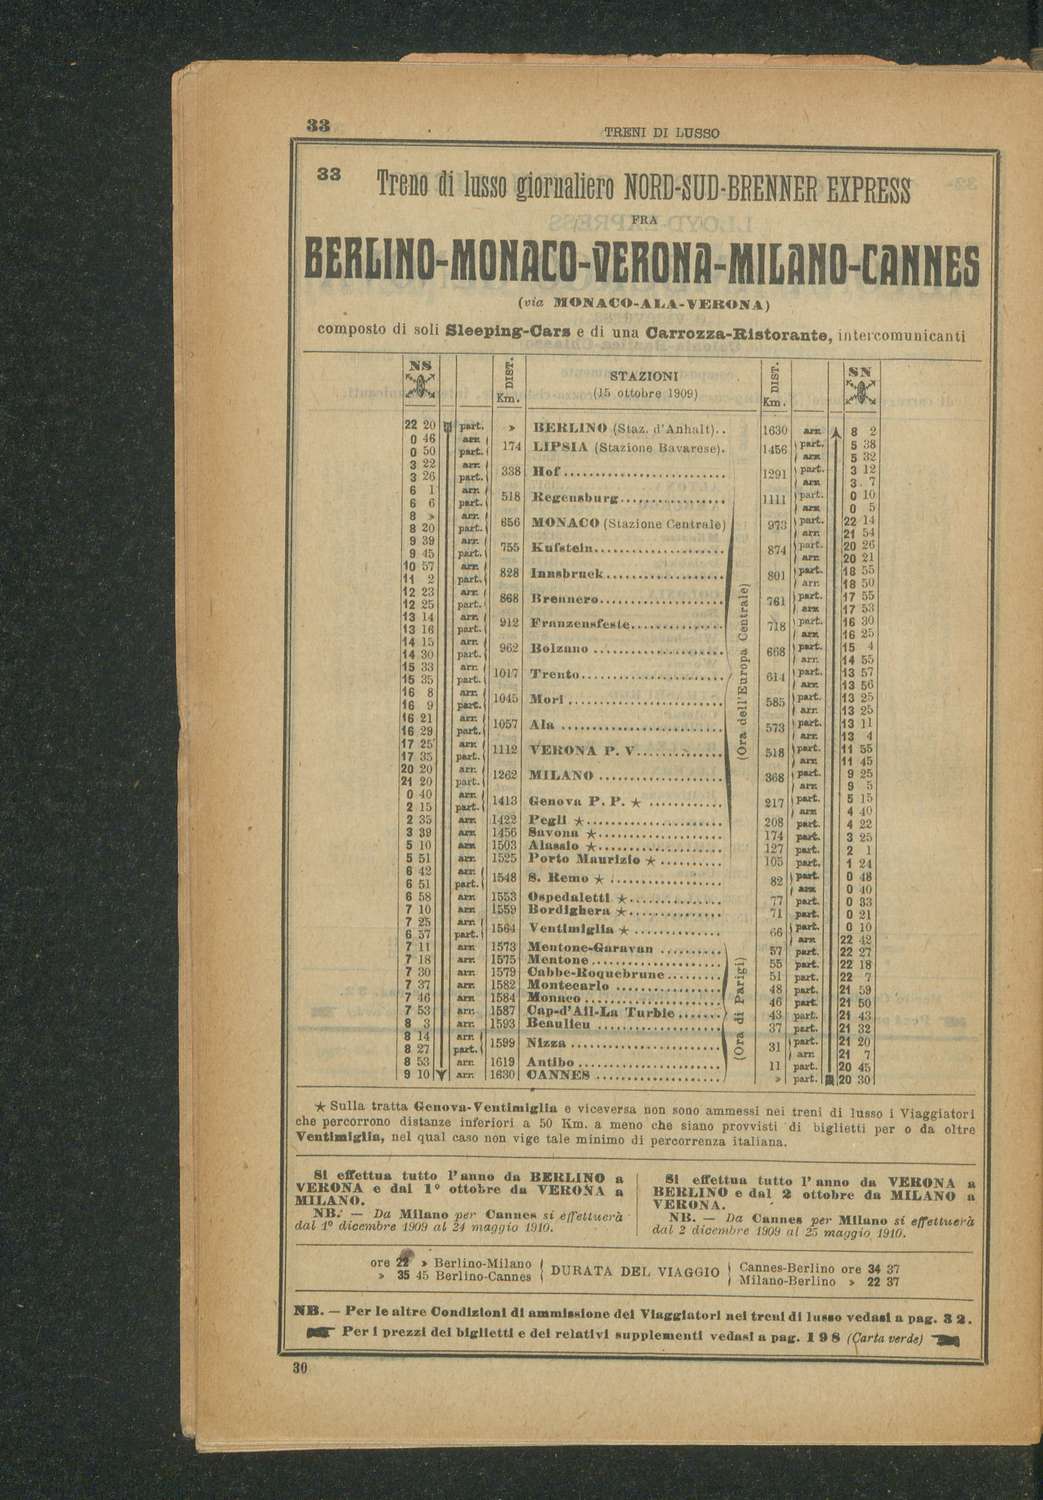 33
TRENI DI LUSSO
33 Treno di lusso giornaliero NORD-SUD-BRENNER EXPRESS
FRA
BERLINO-MONACO-VERONA-MILANO-CANNES
(via MONACO-ALA-VERONA)
composto di soli Sleeping-Cars e di una Carrozza-Ristorante, intercomunicanti
NS DIST. Km. STAZIONI (15 ottobre 1909) DIST. Km. SN
22 20 part. » BERLINO (Staz. d'Anhalt).. 1630 arr. 8 2
0 46 arr. 174 LIPSIA (Stazione Bavarese). 1456 part. 5 38
0 50 part. arr. 5 32
3 22 arr. 338 Hof 1291 part. 3 12
3 26 part. arr. 3 7
6 1 arr. 518 Regensburg 1111 part. 0 10
6 6 part. arr. 0 5
8 » arr. 656 MONACO (Stazione Centrale) 973 part. 22 14
8 20 part. arr. 21 54
9 39 arr. 755 Kufstein 874 part. 20 26
9 45 part. arr. 20 21
10 57 arr. 828 Innsbruck 801 part. 18 55
11 2 part. arr. 18 50
12 23 arr. 868 Brennero 761 part. 17 55
12 25 part. arr. 17 53
13 14 arr. 912 Franzensfeste 718 part. 16 30
13 16 part. arr. 16 25
14 15 arr. 962 Bolzano 668 part. 15 4
14 30 part. arr. 14 55
15 33 arr. 1017 Trento 614 part. 13 57
15 35 part. arr. 13 56
16 8 arr. 1045 Mori 585 part. 13 25
16 9 part. arr. 13 25
16 21 arr. 1057 Ala 573 part. 13 11
16 29 part. arr. 13 4
17 25 arr. 1112 VERONA P. V. 518 part. 11 55
17 35 part. arr. 11 45
20 20 arr. 1262 MILANO 368 part. 9 25
21 20 part. arr. 9 5
0 40 arr. 1413 Genova P. P. ★ 217 part. 5 15
2 15 part. arr. 4 40
2 35 arr. 1422 Pegli ★ 208 part. 4 22
3 39 arr. 1456 Savona ★ 174 part. 3 25
5 10 arr. 1503 Alassio ★ 127 part. 2 1
5 51 arr. 1525 Porto Maurizio ★ 105 part. 1 24
6 42 arr. 1548 S. Remo ★ 82 part. 0 48
6 51 part. arr. 0 40
6 58 arr. 1553 Ospedaletti ★ 77 part. 0 33
7 10 arr. 1559 Bordighera ★ 71 part. 0 21
7 25 arr. 1564 Ventimiglia ★ 66 part. 0 10
6 57 part. arr. 22 42
7 11 arr. 1573 Mentone-Garavan 57 part. 22 27
7 18 arr. 1575 Mentone 55 part. 22 18
7 30 arr. 1579 Cabbe-Roquebrune 51 part. 22 7
7 37 arr. 1582 Montecarlo 48 part. 21 59
7 46 arr. 1584 Monaco 46 part. 21 50
7 53 arr. 1587 Cap-d'Ail-La Turbie 43 part. 21 43
8 3 arr. 1593 Beaulieu 37 part. 21 32
8 14 arr. 1599 Nizza 31 part. 21 20
8 27 part. arr. 21 7
8 53 arr. 1619 Antibo 11 part. 20 45
9 10 arr. 1630 CANNES » part. 20 30
(Ora dell'Europa Centrale)
(Ora di Parigi)
★ Sulla tratta Genova-Ventimiglia e viceversa non sono ammessi nei treni di lusso i Viaggiatori
che percorrono distanze inferiori a 50 Km. a meno che siano provvisti di biglietti per o da oltre
Ventimiglia, nel qual caso non vige tale minimo di percorrenza italiana.
Si effettua tutto l'anno da BERLINO a
VERONA e dal 1° ottobre da VERONA a
MILANO.
NB. — Da Milano per Cannes si effettuerà
dal 1° dicembre 1909 al 24 maggio 1910.
Si effettua tutto l'anno da VERONA a
BERLINO e dal 2 ottobre da MILANO a
VERONA.
NB. — Da Cannes per Milano si effettuerà
dal 2 dicembre 1909 al 25 maggio 1910.
ore 22 » Berlino-Milano
» 35 45 Berlino-Cannes
DURATA DEL VIAGGIO
Cannes-Berlino ore 34 37
Milano-Berlino » 22 37
NB. — Per le altre Condizioni di ammissione dei Viaggiatori nei treni di lusso vedasi a pag. 32.
Per i prezzi dei biglietti e dei relativi supplementi vedasi a pag. 198 (Carta verde)
30